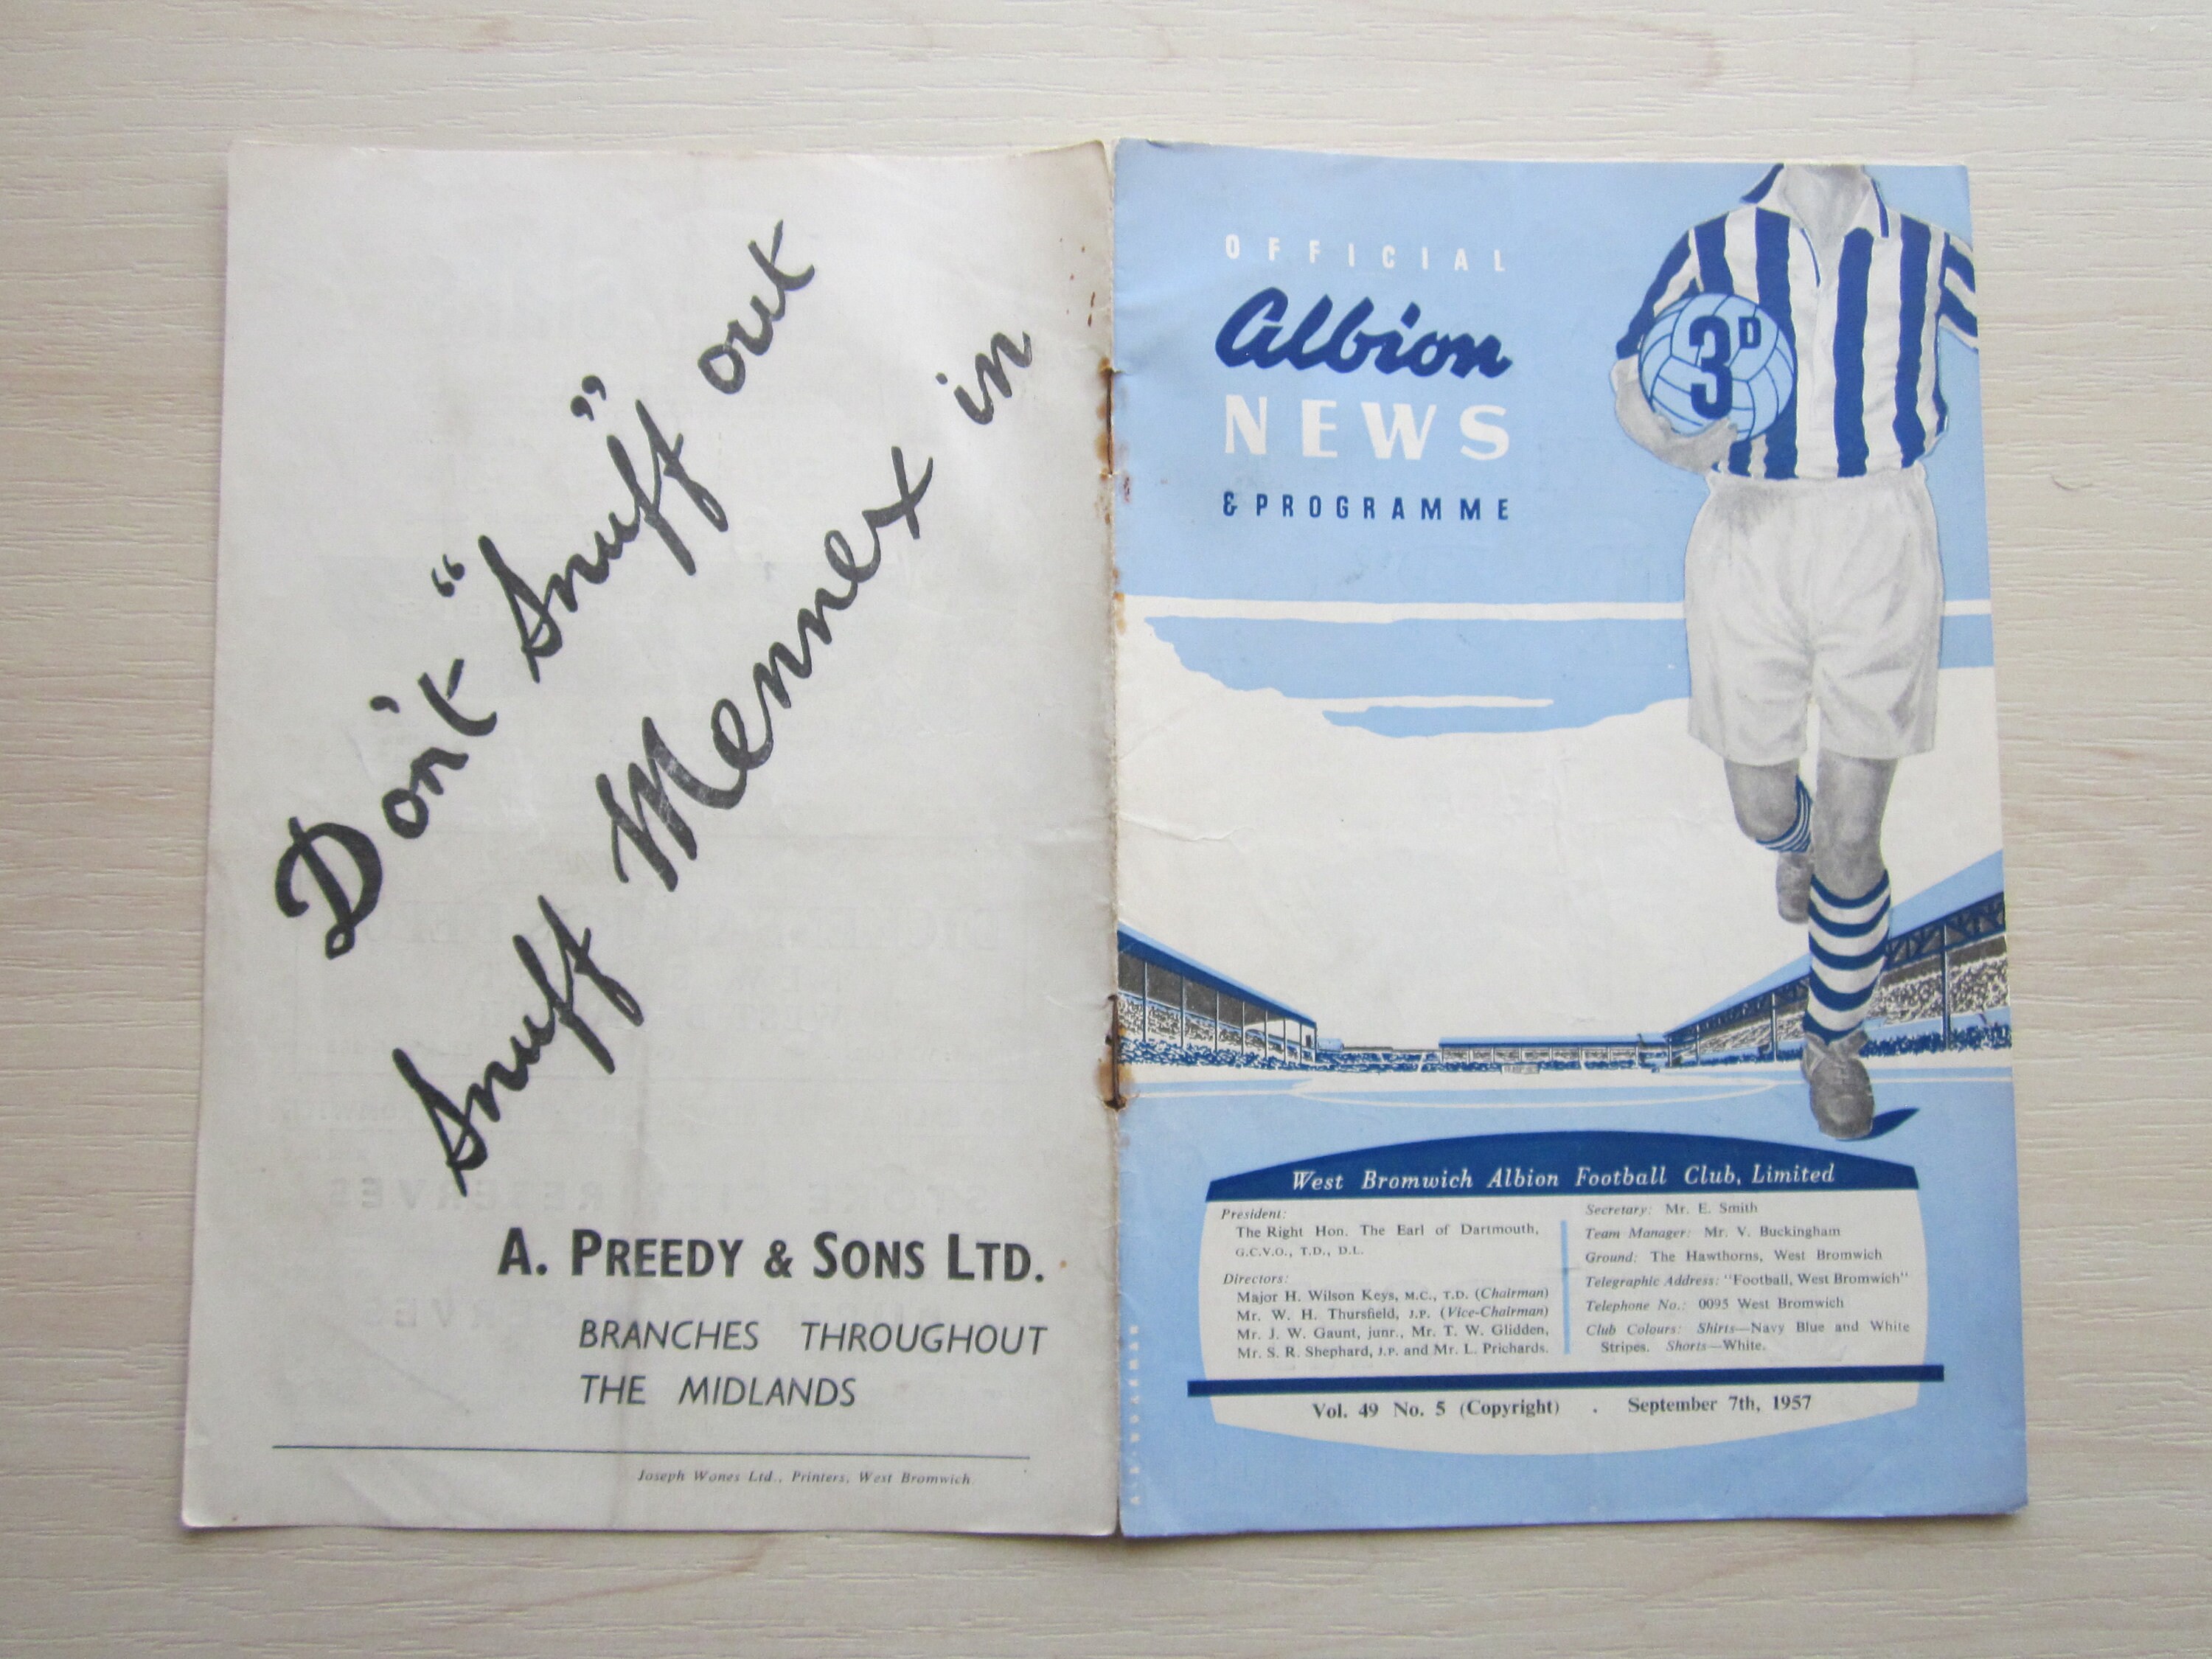 Don't "Snuff" out
Snuff Mennex in
A. PREEDY & SONS LTD.
BRANCHES THROUGHOUT
THE MIDLANDS
Joseph Wones Ltd., Printers, West Bromwich
OFFICIAL
Albion
NEWS
& PROGRAMME
3D
West Bromwich Albion Football Club, Limited
President:
The Right Hon. The Earl of Dartmouth,
G.C.V.O., T.D., D.L.
Directors:
Major H. Wilson Keys, M.C., T.D. (Chairman)
Mr. W. H. Thursfield, J.P. (Vice-Chairman)
Mr. J. W. Gaunt, junr., Mr. T. W. Glidden,
Mr. S. R. Shephard, J.P. and Mr. L. Prichards.
Secretary: Mr. E. Smith
Team Manager: Mr. V. Buckingham
Ground: The Hawthorns, West Bromwich
Telegraphic Address: "Football, West Bromwich"
Telephone No.: 0095 West Bromwich
Club Colours: Shirts—Navy Blue and White
Stripes. Shorts—White.
Vol. 49 No. 5 (Copyright) . September 7th, 1957